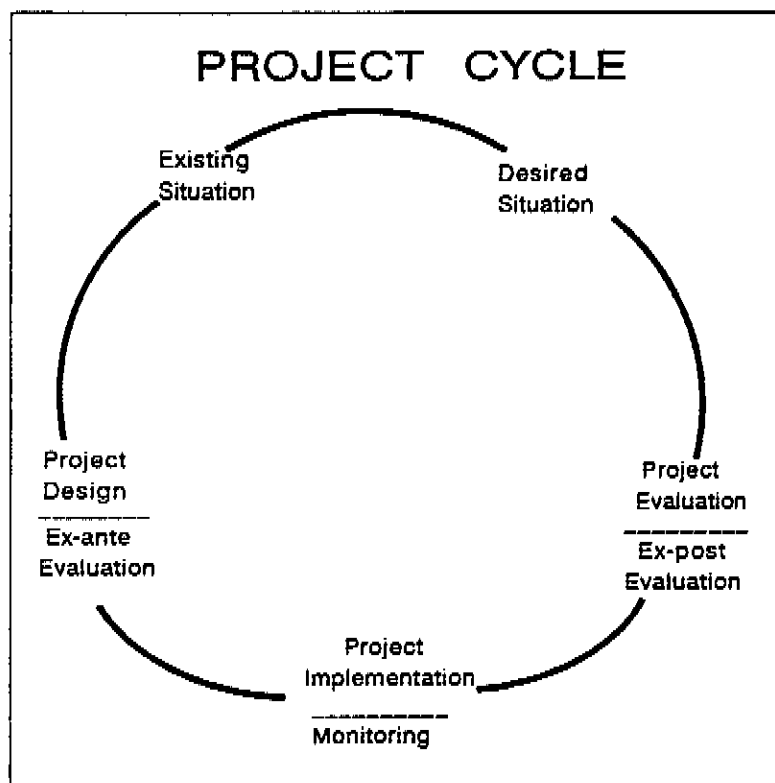 PROJECT CYCLE
Existing
Situation
Desired
Situation
Project
Design
Ex-ante
Evaluation
Project
Evaluation
Ex-post
Evaluation
Project
Implementation
Monitoring